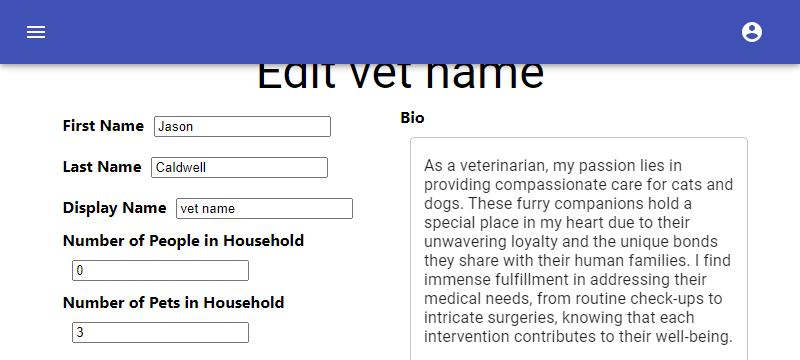 Edit vet name
First Name Jason
Last Name Caldwell
Display Name vet name
Number of People in Household
0
Number of Pets in Household
3
Bio
As a veterinarian, my passion lies in
providing compassionate care for cats and
dogs. These furry companions hold a
special place in my heart due to their
unwavering loyalty and the unique bonds
they share with their human families. I find
immense fulfillment in addressing their
medical needs, from routine check-ups to
intricate surgeries, knowing that each
intervention contributes to their well-being.